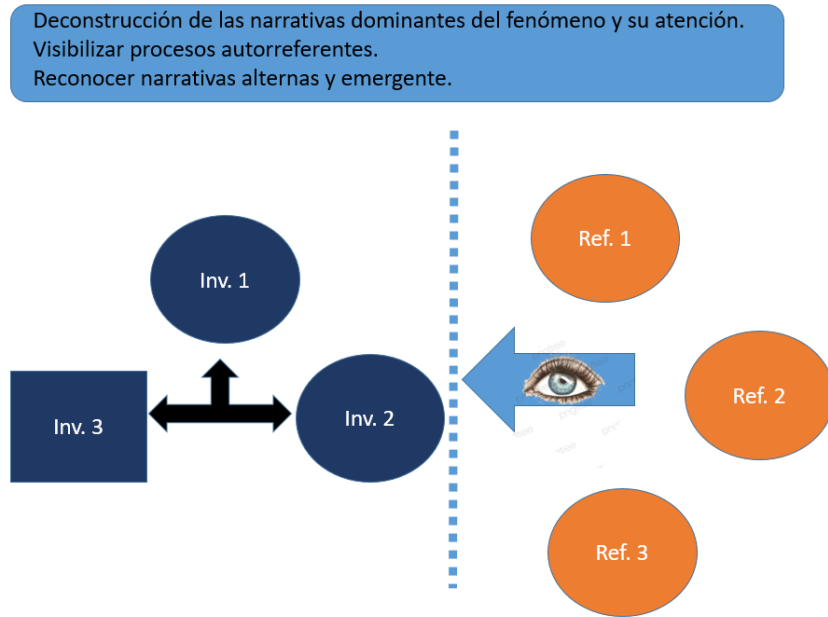 Deconstrucción de las narrativas dominantes del fenómeno y su atención.
Visibilizar procesos autorreferentes.
Reconocer narrativas alternas y emergente.
Inv. 1
Inv. 3
Inv. 2
Ref. 1
Ref. 2
Ref. 3